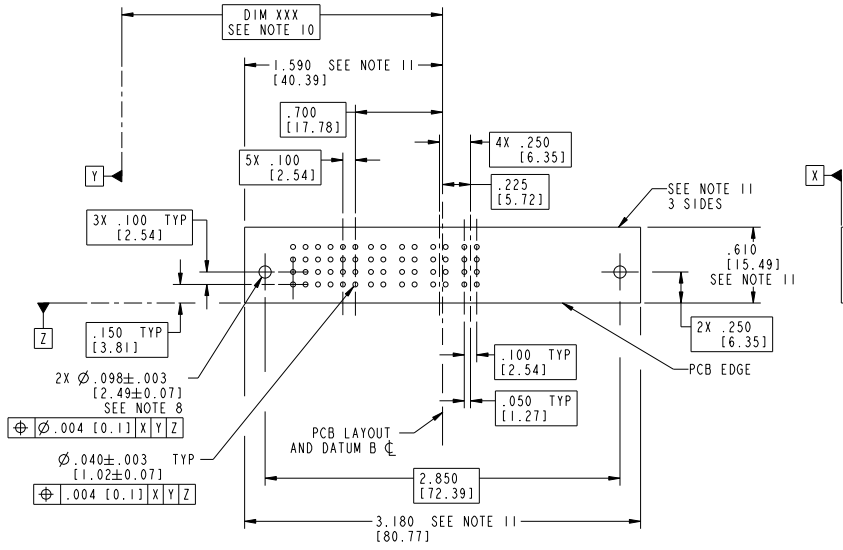 DIM XXX
SEE NOTE 10
1.590 SEE NOTE 11
[40.39]
.700
[17.78]
4X .250
[6.35]
5X .100
[2.54]
.225
[5.72]
Y
X
SEE NOTE 11
3 SIDES
3X .100 TYP
[2.54]
.610
[15.49]
SEE NOTE 11
Z
.150 TYP
[3.81]
2X .250
[6.35]
.100 TYP
[2.54]
PCB EDGE
2X Ø.098±.003
[2.49±0.07]
SEE NOTE 8
⌖ Ø.004 [0.1] X Y Z
.050 TYP
[1.27]
PCB LAYOUT
AND DATUM B ℄
Ø.040±.003 TYP
[1.02±0.07]
⌖ .004 [0.1] X Y Z
2.850
[72.39]
3.180 SEE NOTE 11
[80.77]